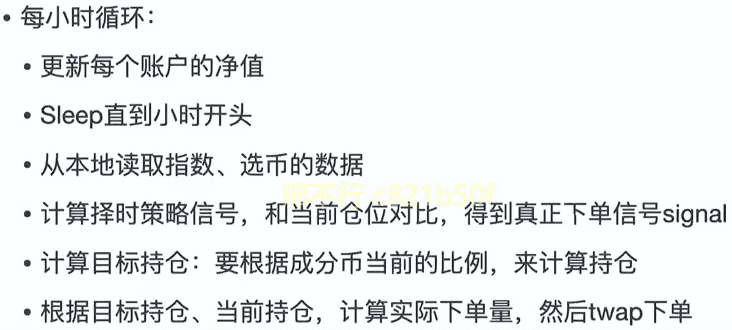 • 每小时循环：
• 更新每个账户的净值
• Sleep直到小时开头
• 从本地读取指数、选币的数据
• 计算择时策略信号，和当前仓位对比，得到真正下单信号signal
• 计算目标持仓：要根据成分币当前的比例，来计算持仓
• 根据目标持仓、当前持仓，计算实际下单量，然后twap下单